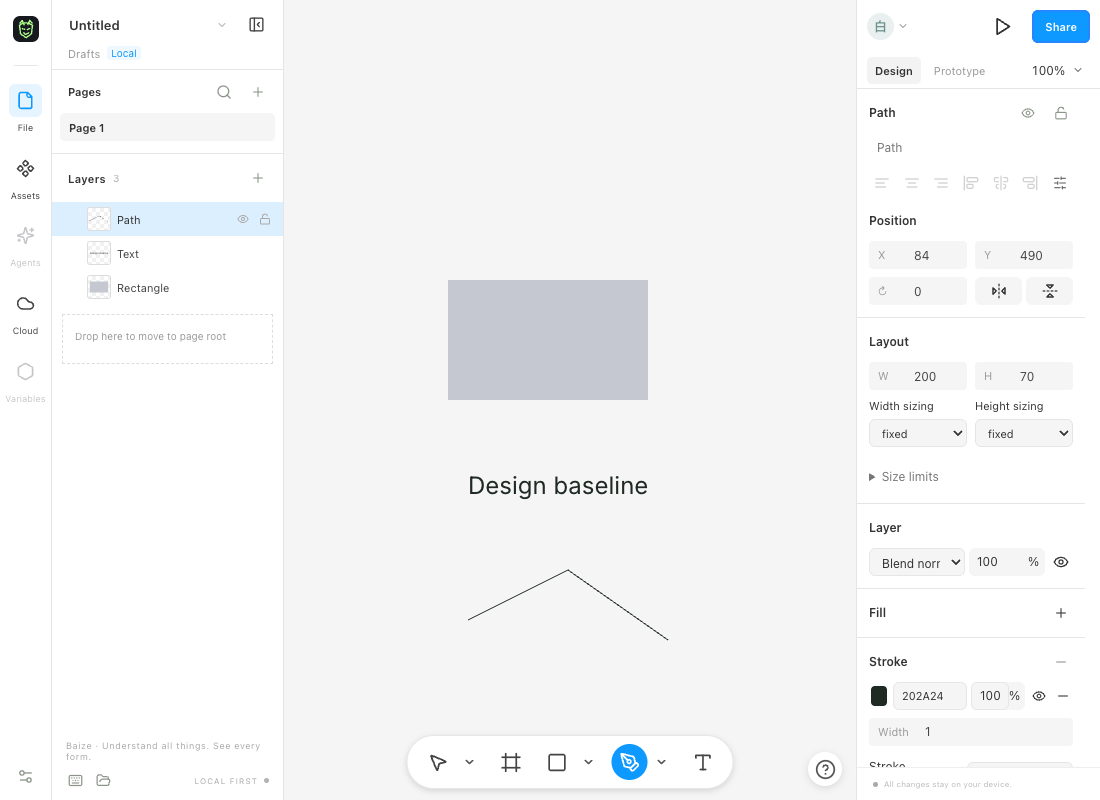 Untitled
Drafts Local
File
Assets
Agents
Cloud
Variables
Pages
Page 1
Layers 3
Path
Text
Rectangle
Drop here to move to page root
Baize · Understand all things. See every
form.
LOCAL FIRST
Design baseline
白
Share
Design Prototype 100%
Path
Path
Position
X 84 Y 490
0
Layout
W 200 H 70
Width sizing Height sizing
fixed fixed
Size limits
Layer
Blend norr 100 %
Fill
Stroke
202A24 100 %
Width 1
Stroke
All changes stay on your device.